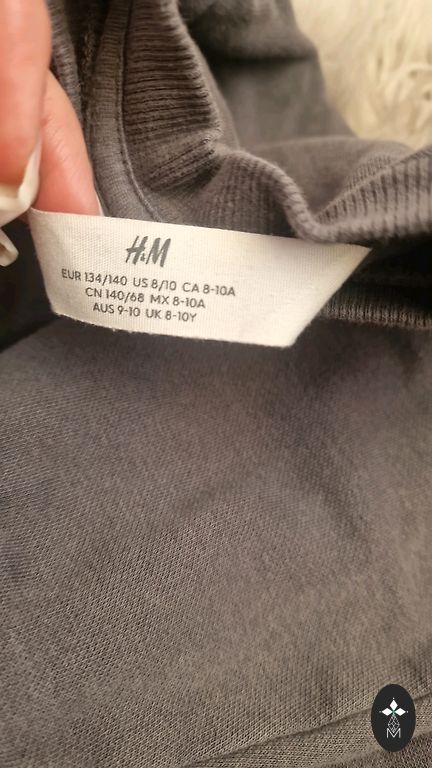 H&M
EUR 134/140 US 8/10 CA 8-10A
CN 140/68 MX 8-10A
AUS 9-10 UK 8-10Y
M